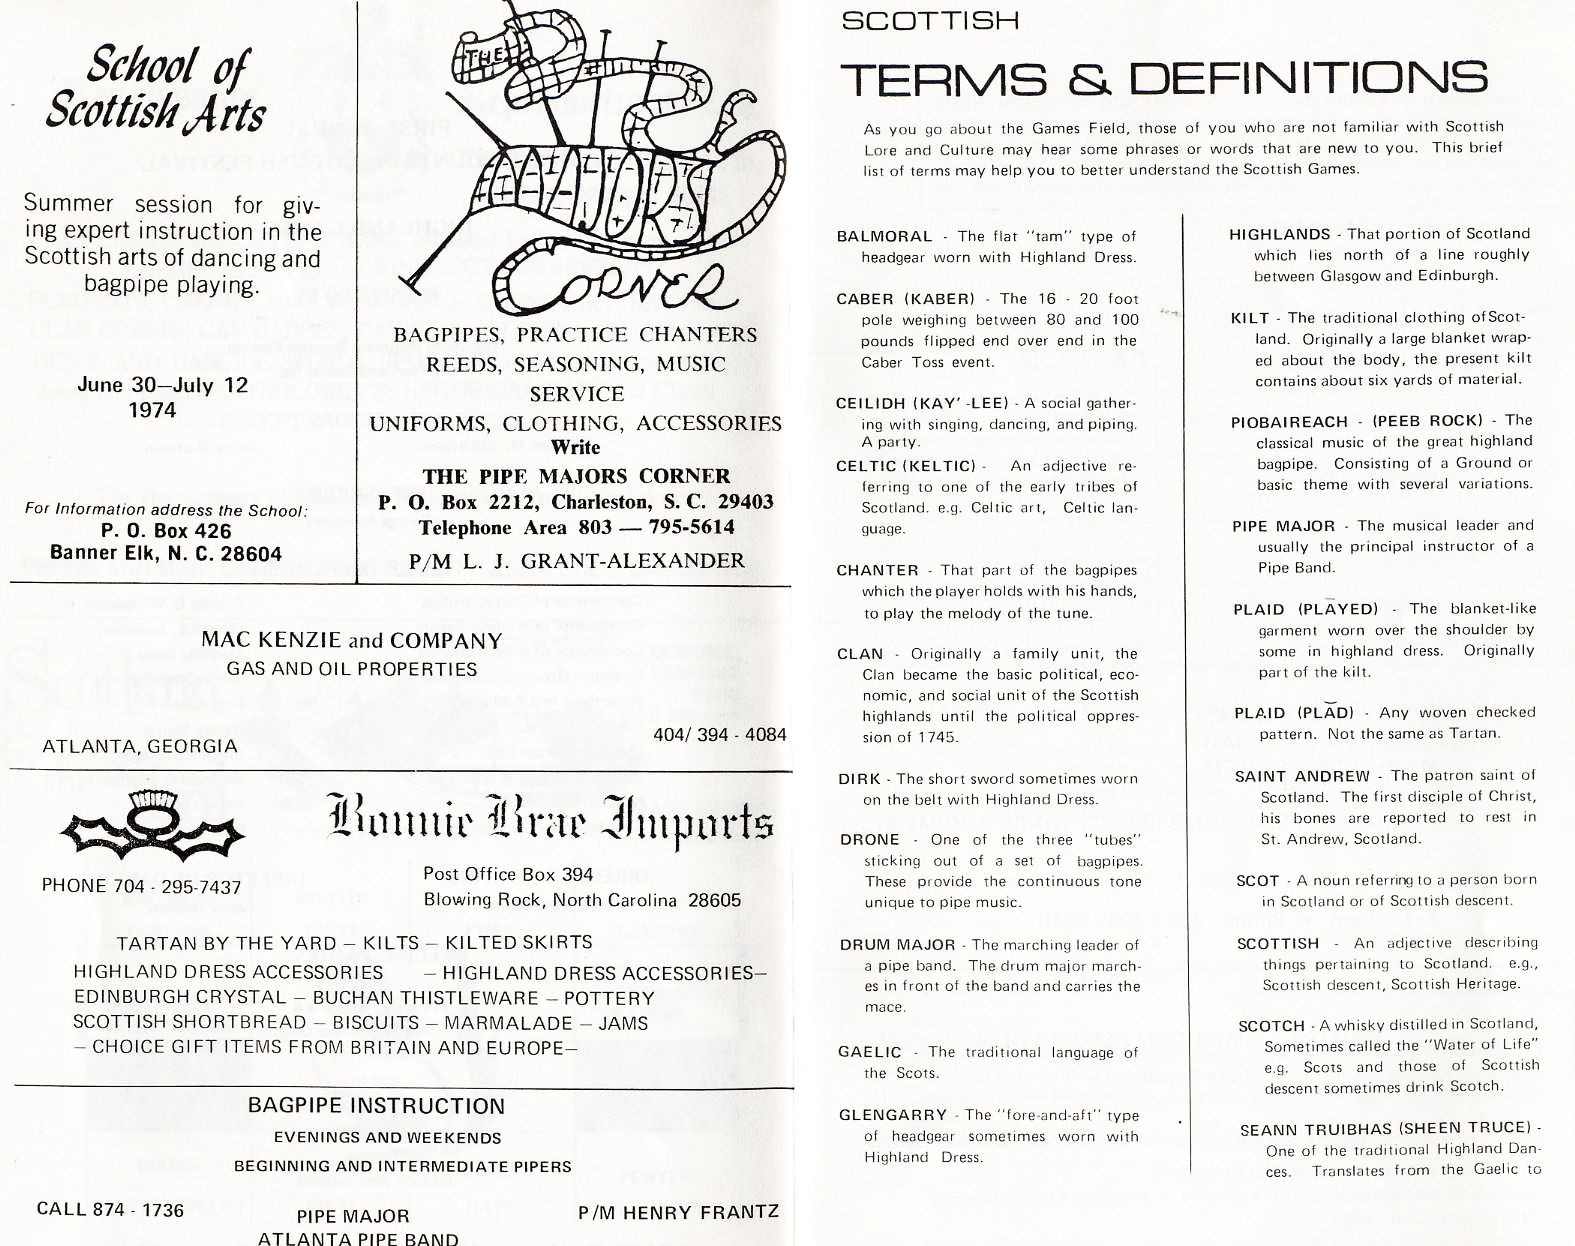 School of
Scottish Arts
Summer session for giv-
ing expert instruction in the
Scottish arts of dancing and
bagpipe playing.
June 30—July 12
1974
For Information address the School:
P. O. Box 426
Banner Elk, N. C. 28604
THE
PIPE
MAJORS
CORNER
BAGPIPES, PRACTICE CHANTERS
REEDS, SEASONING, MUSIC
SERVICE
UNIFORMS, CLOTHING, ACCESSORIES
Write
THE PIPE MAJORS CORNER
P. O. Box 2212, Charleston, S. C. 29403
Telephone Area 803 — 795-5614
P/M L. J. GRANT-ALEXANDER
MAC KENZIE and COMPANY
GAS AND OIL PROPERTIES
ATLANTA, GEORGIA
404/ 394 - 4084
Bonnie Brae Imports
PHONE 704 - 295-7437
Post Office Box 394
Blowing Rock, North Carolina 28605
TARTAN BY THE YARD — KILTS — KILTED SKIRTS
HIGHLAND DRESS ACCESSORIES — HIGHLAND DRESS ACCESSORIES—
EDINBURGH CRYSTAL — BUCHAN THISTLEWARE — POTTERY
SCOTTISH SHORTBREAD — BISCUITS — MARMALADE — JAMS
— CHOICE GIFT ITEMS FROM BRITAIN AND EUROPE—
BAGPIPE INSTRUCTION
EVENINGS AND WEEKENDS
BEGINNING AND INTERMEDIATE PIPERS
CALL 874 - 1736
PIPE MAJOR
ATLANTA PIPE BAND
P/M HENRY FRANTZ
SCOTTISH
TERMS & DEFINITIONS
As you go about the Games Field, those of you who are not familiar with Scottish
Lore and Culture may hear some phrases or words that are new to you. This brief
list of terms may help you to better understand the Scottish Games.
BALMORAL - The flat "tam" type of
headgear worn with Highland Dress.
CABER (KABER) - The 16 - 20 foot
pole weighing between 80 and 100
pounds flipped end over end in the
Caber Toss event.
CEILIDH (KAY' -LEE) - A social gather-
ing with singing, dancing, and piping.
A party.
CELTIC (KELTIC) - An adjective re-
ferring to one of the early tribes of
Scotland. e.g. Celtic art, Celtic lan-
guage.
CHANTER - That part of the bagpipes
which the player holds with his hands,
to play the melody of the tune.
CLAN - Originally a family unit, the
Clan became the basic political, eco-
nomic, and social unit of the Scottish
highlands until the political oppres-
sion of 1745.
DIRK - The short sword sometimes worn
on the belt with Highland Dress.
DRONE - One of the three "tubes"
sticking out of a set of bagpipes.
These provide the continuous tone
unique to pipe music.
DRUM MAJOR - The marching leader of
a pipe band. The drum major march-
es in front of the band and carries the
mace.
GAELIC - The traditional language of
the Scots.
GLENGARRY - The "fore-and-aft" type
of headgear sometimes worn with
Highland Dress.
HIGHLANDS - That portion of Scotland
which lies north of a line roughly
between Glasgow and Edinburgh.
KILT - The traditional clothing of Scot-
land. Originally a large blanket wrap-
ed about the body, the present kilt
contains about six yards of material.
PIOBAIREACH - (PEEB ROCK) - The
classical music of the great highland
bagpipe. Consisting of a Ground or
basic theme with several variations.
PIPE MAJOR - The musical leader and
usually the principal instructor of a
Pipe Band.
PLAID (PLĀYED) - The blanket-like
garment worn over the shoulder by
some in highland dress. Originally
part of the kilt.
PLAID (PLĂD) - Any woven checked
pattern. Not the same as Tartan.
SAINT ANDREW - The patron saint of
Scotland. The first disciple of Christ,
his bones are reported to rest in
St. Andrew, Scotland.
SCOT - A noun referring to a person born
in Scotland or of Scottish descent.
SCOTTISH - An adjective describing
things pertaining to Scotland. e.g.,
Scottish descent, Scottish Heritage.
SCOTCH - A whisky distilled in Scotland,
Sometimes called the "Water of Life"
e.g. Scots and those of Scottish
descent sometimes drink Scotch.
SEANN TRUIBHAS (SHEEN TRUCE) -
One of the traditional Highland Dan-
ces. Translates from the Gaelic to